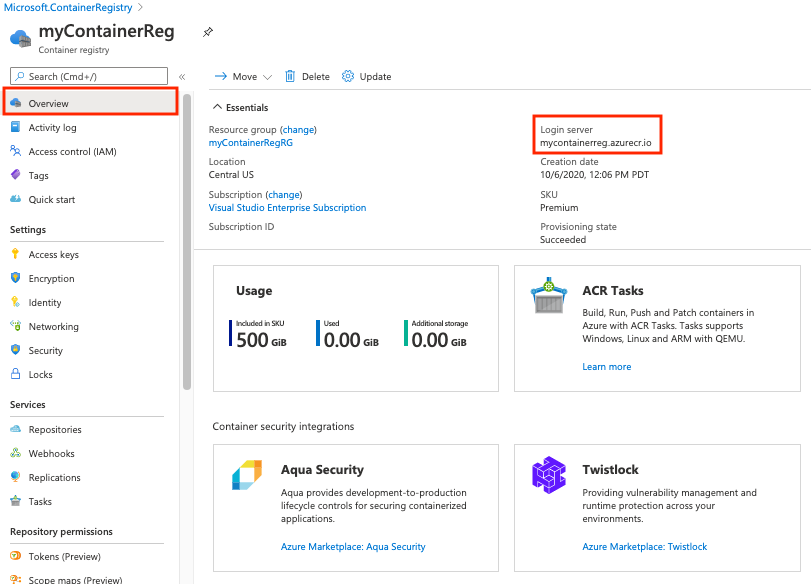 Microsoft.ContainerRegistry >
myContainerReg
Container registry
Search (Cmd+/)
«
Move
Delete
Update
Overview
Activity log
Access control (IAM)
Tags
Quick start
Settings
Access keys
Encryption
Identity
Networking
Security
Locks
Services
Repositories
Webhooks
Replications
Tasks
Repository permissions
Tokens (Preview)
Scope maps (Preview)
Essentials
Resource group (change)
myContainerRegRG
Location
Central US
Subscription (change)
Visual Studio Enterprise Subscription
Subscription ID
Login server
mycontainerreg.azurecr.io
Creation date
10/6/2020, 12:06 PM PDT
SKU
Premium
Provisioning state
Succeeded
Usage
Included in SKU
500 GiB
Used
0.00 GiB
Additional storage
0.00 GiB
ACR Tasks
Build, Run, Push and Patch containers in
Azure with ACR Tasks. Tasks supports
Windows, Linux and ARM with QEMU.
Learn more
Container security integrations
Aqua Security
Aqua provides development-to-production
lifecycle controls for securing containerized
applications.
Azure Marketplace: Aqua Security
Twistlock
Providing vulnerability management and
runtime protection across your
environments.
Azure Marketplace: Twistlock